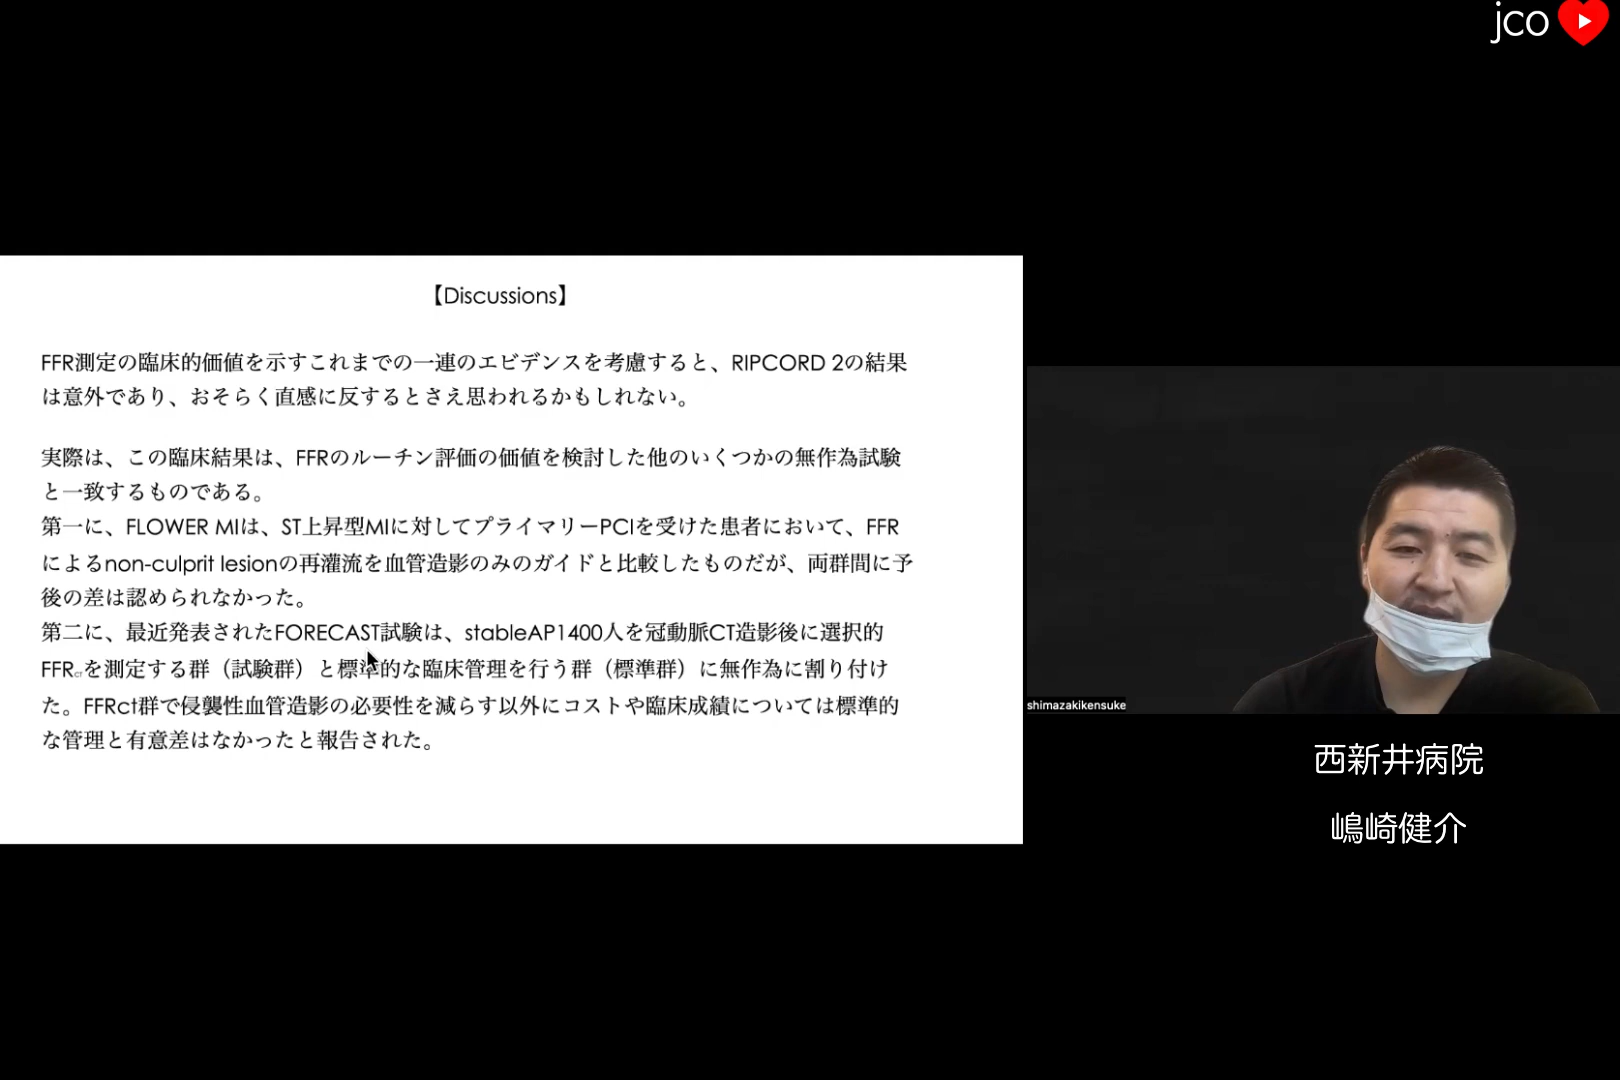 jco
【Discussions】
FFR測定の臨床的価値を示すこれまでの一連のエビデンスを考慮すると、RIPCORD 2の結果
は意外であり、おそらく直感に反するとさえ思われるかもしれない。
実際は、この臨床結果は、FFRのルーチン評価の価値を検討した他のいくつかの無作為試験
と一致するものである。
第一に、FLOWER MIは、ST上昇型MIに対してプライマリーPCIを受けた患者において、FFR
によるnon-culprit lesionの再灌流を血管造影のみのガイドと比較したものだが、両群間に予
後の差は認められなかった。
第二に、最近発表されたFORECAST試験は、stableAP1400人を冠動脈CT造影後に選択的
FFRCTを測定する群（試験群）と標準的な臨床管理を行う群（標準群）に無作為に割り付け
た。FFRct群で侵襲性血管造影の必要性を減らす以外にコストや臨床成績については標準的
な管理と有意差はなかったと報告された。
shimazakikensuke
西新井病院
嶋崎健介